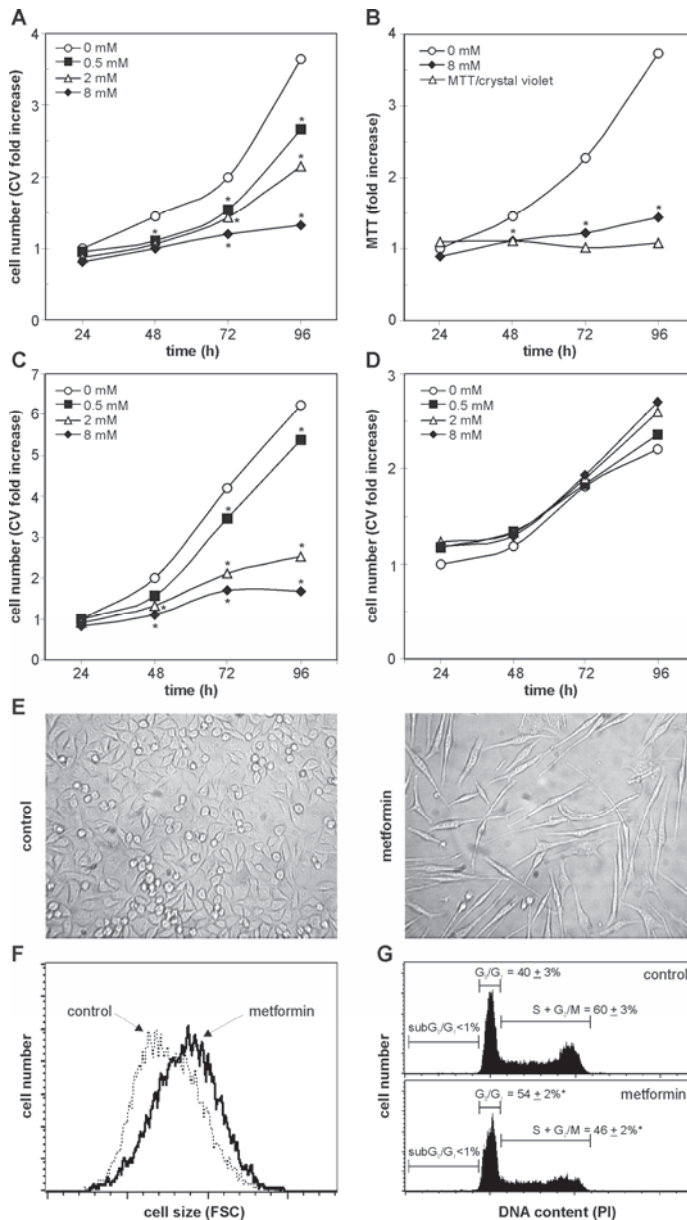 A
4
3
2
1
0
cell number (CV fold increase)
0 mM
0.5 mM
2 mM
8 mM
*
*
*
*
*
*
*
24
48
72
96
time (h)
B
4
3
2
1
0
MTT (fold increase)
0 mM
8 mM
MTT/crystal violet
*
*
*
24
48
72
96
time (h)
C
7
6
4
2
1
0
cell number (CV fold increase)
0 mM
0.5 mM
2 mM
8 mM
*
*
*
*
*
*
*
*
24
48
72
96
time (h)
D
3
2
1
0
cell number (CV fold increase)
0 mM
0.5 mM
2 mM
8 mM
24
48
72
96
time (h)
E
control
metformin
F
cell number
control
metformin
cell size (FSC)
G
cell number
G0/G1 = 40 ± 3%
control
S + G2/M = 60 ± 3%
subG0/G1<1%
G0/G1 = 54 ± 2%*
metformin
S + G2/M = 46 ± 2%*
subG0/G1<1%
DNA content (PI)